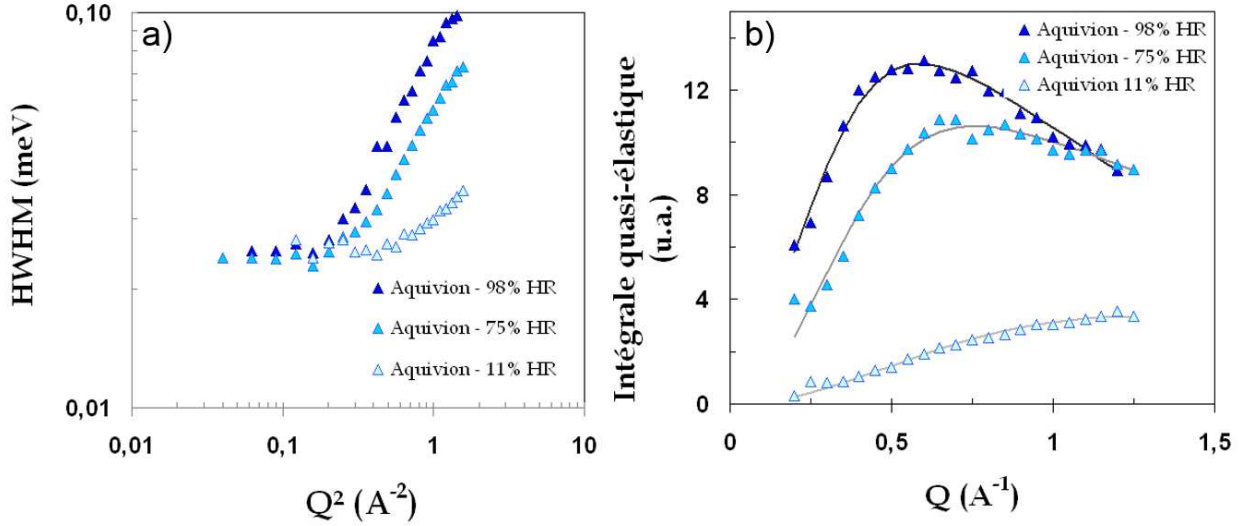 a)
0,10
0,01
HWHM (meV)
Aquivion - 98% HR
Aquivion - 75% HR
Aquivion - 11% HR
0,01
0,1
1
10
Q² (A⁻²)
b)
Aquivion - 98% HR
Aquivion - 75% HR
Aquivion 11% HR
Intégrale quasi-élastique
(u.a.)
12
8
4
0
0
0,5
1
1,5
Q (A⁻¹)